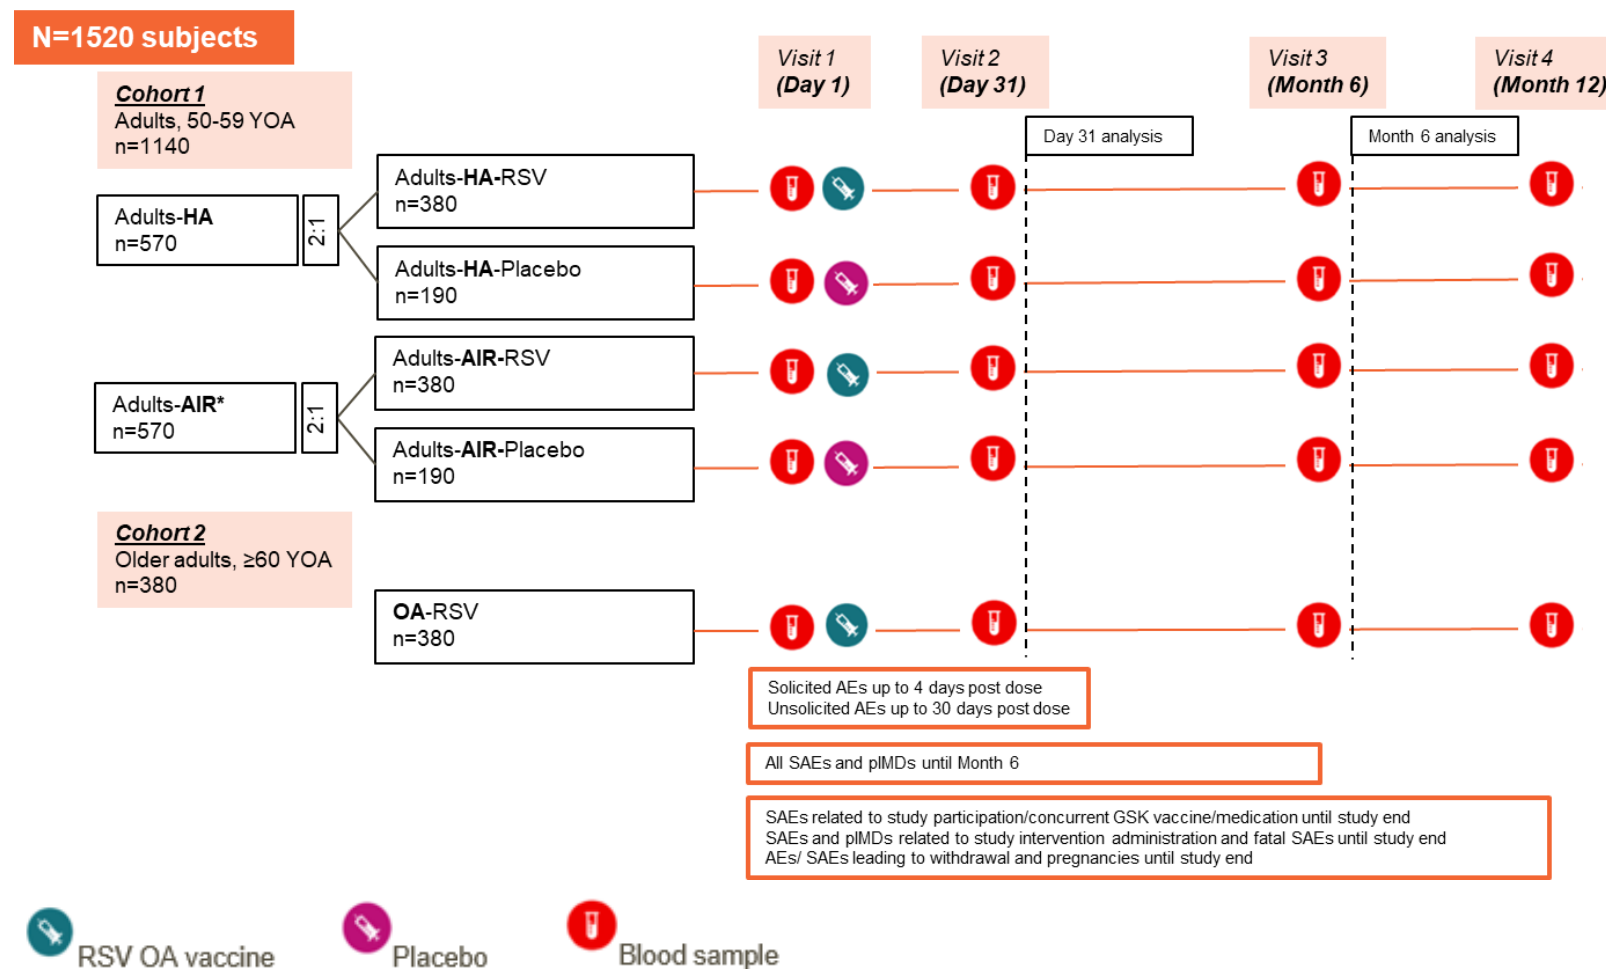 N=1520 subjects
Visit 1
(Day 1)
Visit 2
(Day 31)
Visit 3
(Month 6)
Visit 4
(Month 12)
Cohort 1
Adults, 50-59 YOA
n=1140
Day 31 analysis
Month 6 analysis
Adults-HA
n=570
2:1
Adults-HA-RSV
n=380
Adults-HA-Placebo
n=190
Adults-AIR*
n=570
2:1
Adults-AIR-RSV
n=380
Adults-AIR-Placebo
n=190
Cohort 2
Older adults, ≥60 YOA
n=380
OA-RSV
n=380
Solicited AEs up to 4 days post dose
Unsolicited AEs up to 30 days post dose
All SAEs and pIMDs until Month 6
SAEs related to study participation/concurrent GSK vaccine/medication until study end
SAEs and pIMDs related to study intervention administration and fatal SAEs until study end
AEs/ SAEs leading to withdrawal and pregnancies until study end
RSV OA vaccine
Placebo
Blood sample